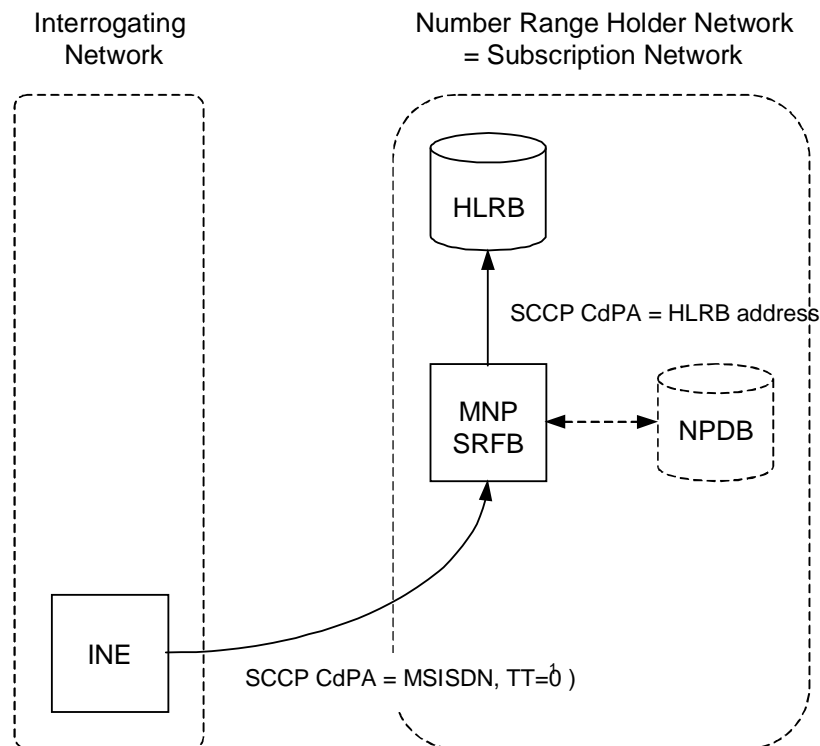 Interrogating
Network
Number Range Holder Network
= Subscription Network
HLRB
SCCP CdPA = HLRB address
MNP
SRFB
NPDB
INE
SCCP CdPA = MSISDN, TT=0 1)